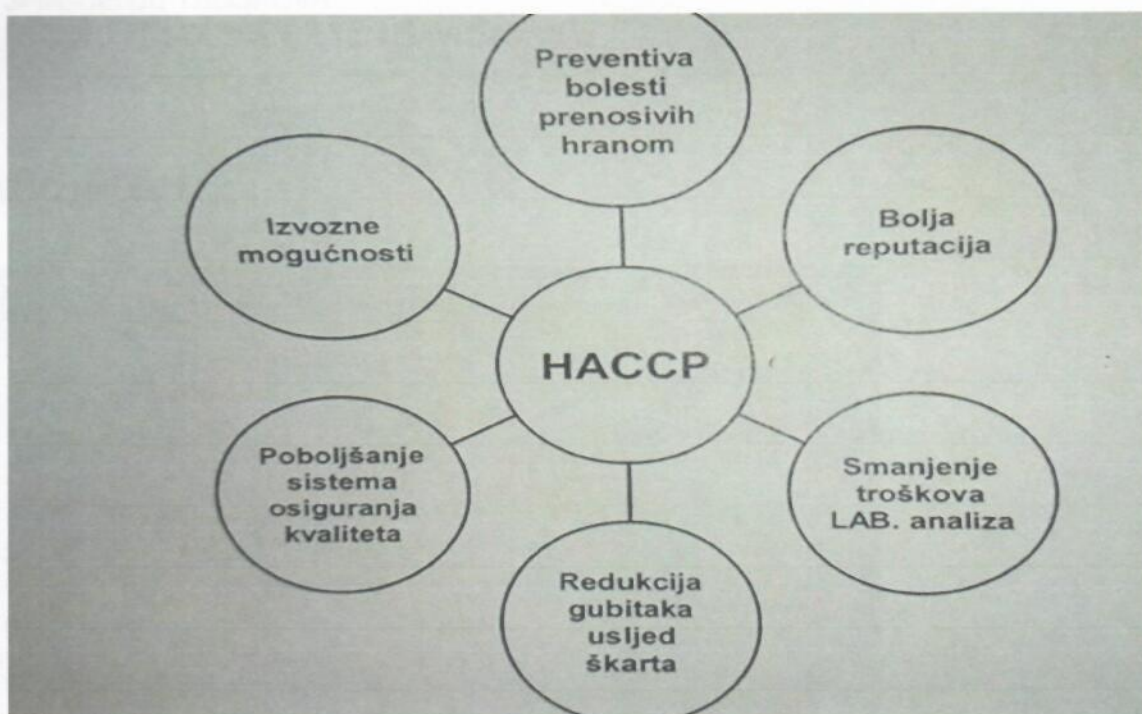 Preventiva
bolesti
prenosivih
hranom
Izvozne
mogućnosti
Bolja
reputacija
HACCP
Poboljšanje
sistema
osiguranja
kvaliteta
Smanjenje
troškova
LAB. analiza
Redukcija
gubitaka
usljed
škarta